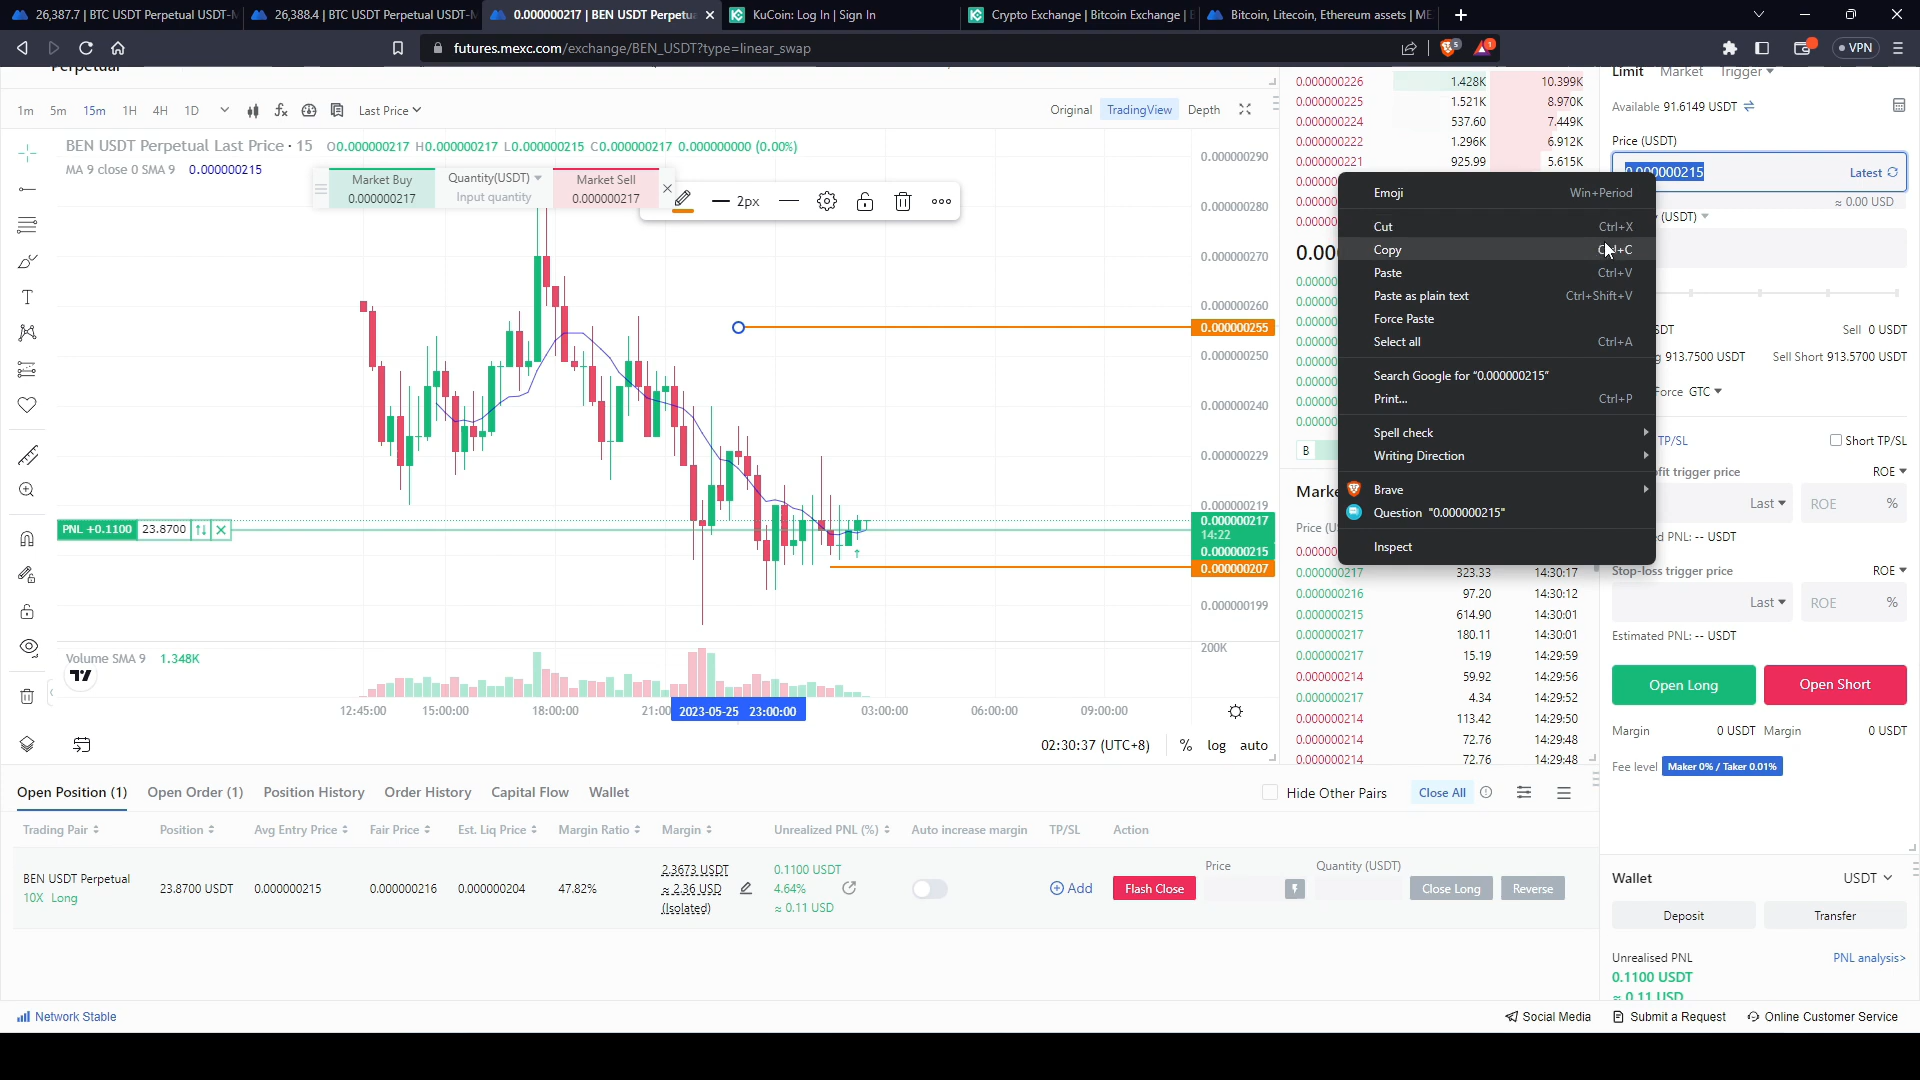 26,387.7 | BTC USDT Perpetual USDT-M
26,388.4 | BTC USDT Perpetual USDT-M
0.000000217 | BEN USDT Perpetu
KuCoin: Log In | Sign In
Crypto Exchange | Bitcoin Exchange |
Bitcoin, Litecoin, Ethereum assets | ME
futures.mexc.com/exchange/BEN_USDT?type=linear_swap
VPN
Perpetual
1m 5m 15m 1H 4H 1D Last Price
Original TradingView Depth
BEN USDT Perpetual Last Price · 15 O0.000000217 H0.000000217 L0.000000215 C0.000000217 0.000000000 (0.00%)
MA 9 close 0 SMA 9 0.000000215
Market Buy
0.000000217
Quantity(USDT)
Input quantity
Market Sell
0.000000217
2px
0.000000290
0.000000280
0.000000270
0.000000260
0.000000255
0.000000250
0.000000240
0.000000229
0.000000219
0.000000217
14:22
0.000000215
0.000000207
0.000000199
PNL +0.1100 23.8700
Volume SMA 9 1.348K
200K
12:45:00 15:00:00 18:00:00 21:00 2023-05-25 23:00:00 03:00:00 06:00:00 09:00:00
02:30:37 (UTC+8) % log auto
0.000000226 1.428K 10.399K
0.000000225 1.521K 8.970K
0.000000224 537.60 7.449K
0.000000222 1.296K 6.912K
0.000000221 925.99 5.615K
B
Marke
Price (U
0.000000217 323.33 14:30:17
0.000000216 97.20 14:30:12
0.000000215 614.90 14:30:01
0.000000217 180.11 14:30:01
0.000000217 15.19 14:29:59
0.000000214 59.92 14:29:56
0.000000217 4.34 14:29:52
0.000000214 113.42 14:29:50
0.000000214 72.76 14:29:48
0.000000214 72.76 14:29:48
Emoji Win+Period
Cut Ctrl+X
Copy
Paste Ctrl+V
Paste as plain text Ctrl+Shift+V
Force Paste
Select all Ctrl+A
Search Google for "0.000000215"
Print... Ctrl+P
Spell check
Writing Direction
Brave
Question "0.000000215"
Inspect
Limit Market Trigger
Available 91.6149 USDT
Price (USDT)
0.000000215 Latest
≈ 0.00 USD
(USDT)
Sell 0 USDT
913.7500 USDT Sell Short 913.5700 USDT
Force GTC
TP/SL Short TP/SL
trigger price ROE
Last ROE %
PNL: -- USDT
Stop-loss trigger price ROE
Last ROE %
Estimated PNL: -- USDT
Open Long Open Short
Margin 0 USDT Margin 0 USDT
Fee level Maker 0% / Taker 0.01%
Open Position (1) Open Order (1) Position History Order History Capital Flow Wallet
Hide Other Pairs Close All
Trading Pair Position Avg Entry Price Fair Price Est. Liq Price Margin Ratio Margin Unrealized PNL (%) Auto increase margin TP/SL Action
BEN USDT Perpetual
10X Long
23.8700 USDT 0.000000215 0.000000216 0.000000204 47.82%
2.3673 USDT
≈ 2.36 USD
(Isolated)
0.1100 USDT
4.64%
≈ 0.11 USD
Add
Flash Close
Price
Quantity (USDT)
Close Long Reverse
Wallet USDT
Deposit Transfer
Unrealised PNL PNL analysis>
0.1100 USDT
≈ 0.11 USD
Network Stable
Social Media Submit a Request Online Customer Service